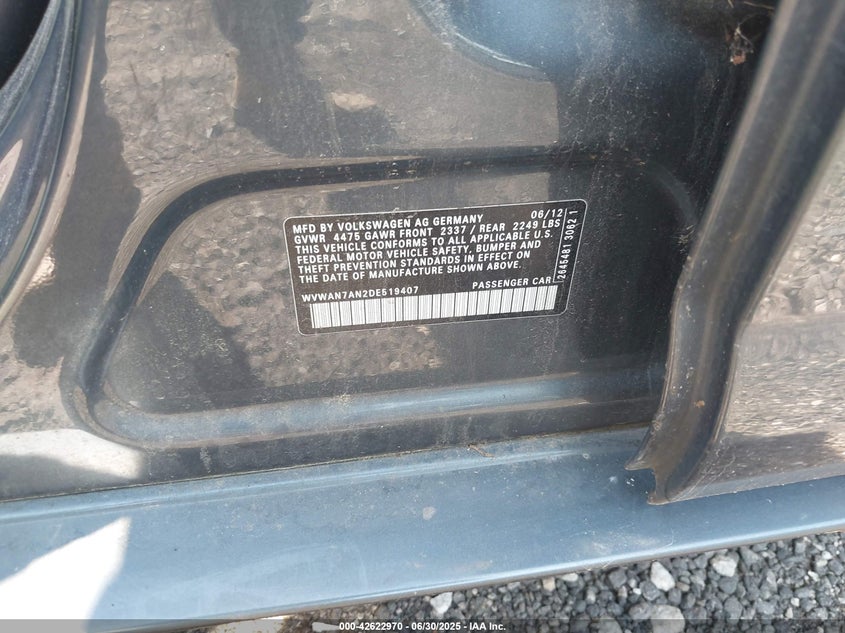 MFD BY VOLKSWAGEN AG GERMANY 06/12
GVWR 4475 GAWR FRONT 2337 / REAR 2249 LBS
THIS VEHICLE CONFORMS TO ALL APPLICABLE U.S.
FEDERAL MOTOR VEHICLE SAFETY, BUMPER AND
THEFT PREVENTION STANDARDS IN EFFECT ON
THE DATE OF MANUFACTURE SHOWN ABOVE.
WVWAN7AN2DE519407 PASSENGER CAR
2645481 3062 1
000-42622970 - 06/30/2025 - IAA Inc.